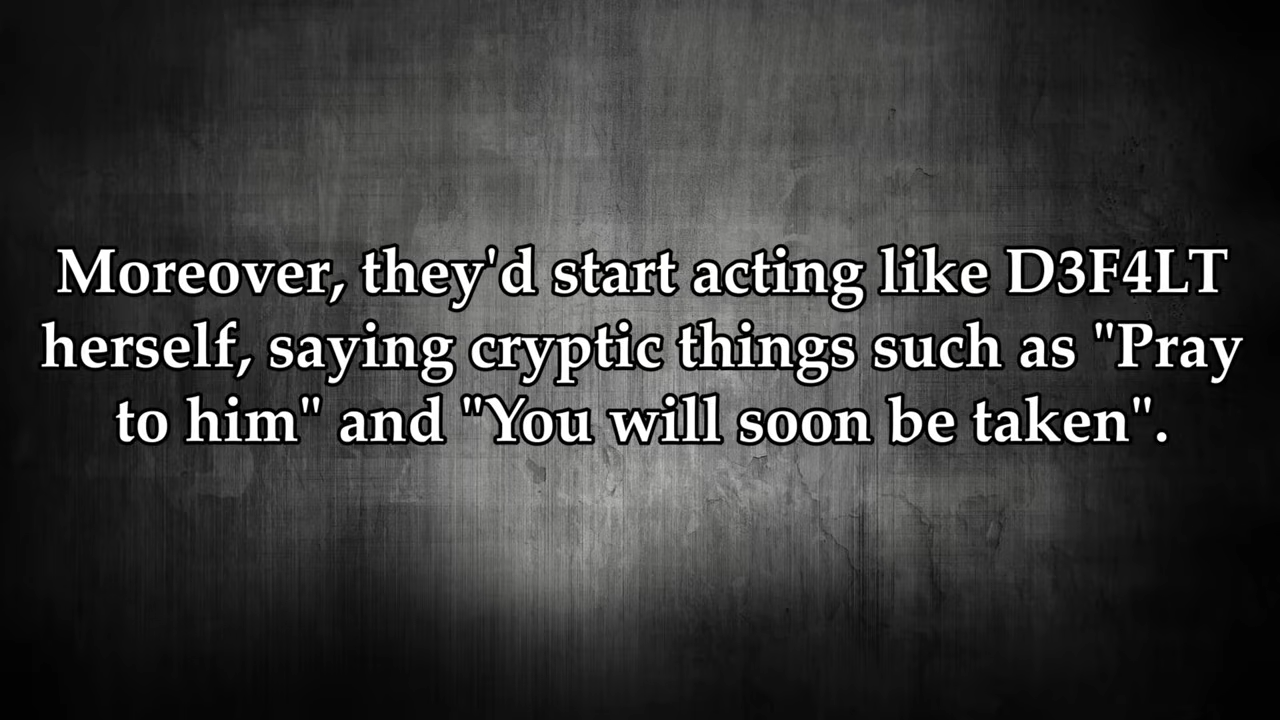 Moreover, they'd start acting like D3F4LT
herself, saying cryptic things such as "Pray
to him" and "You will soon be taken".